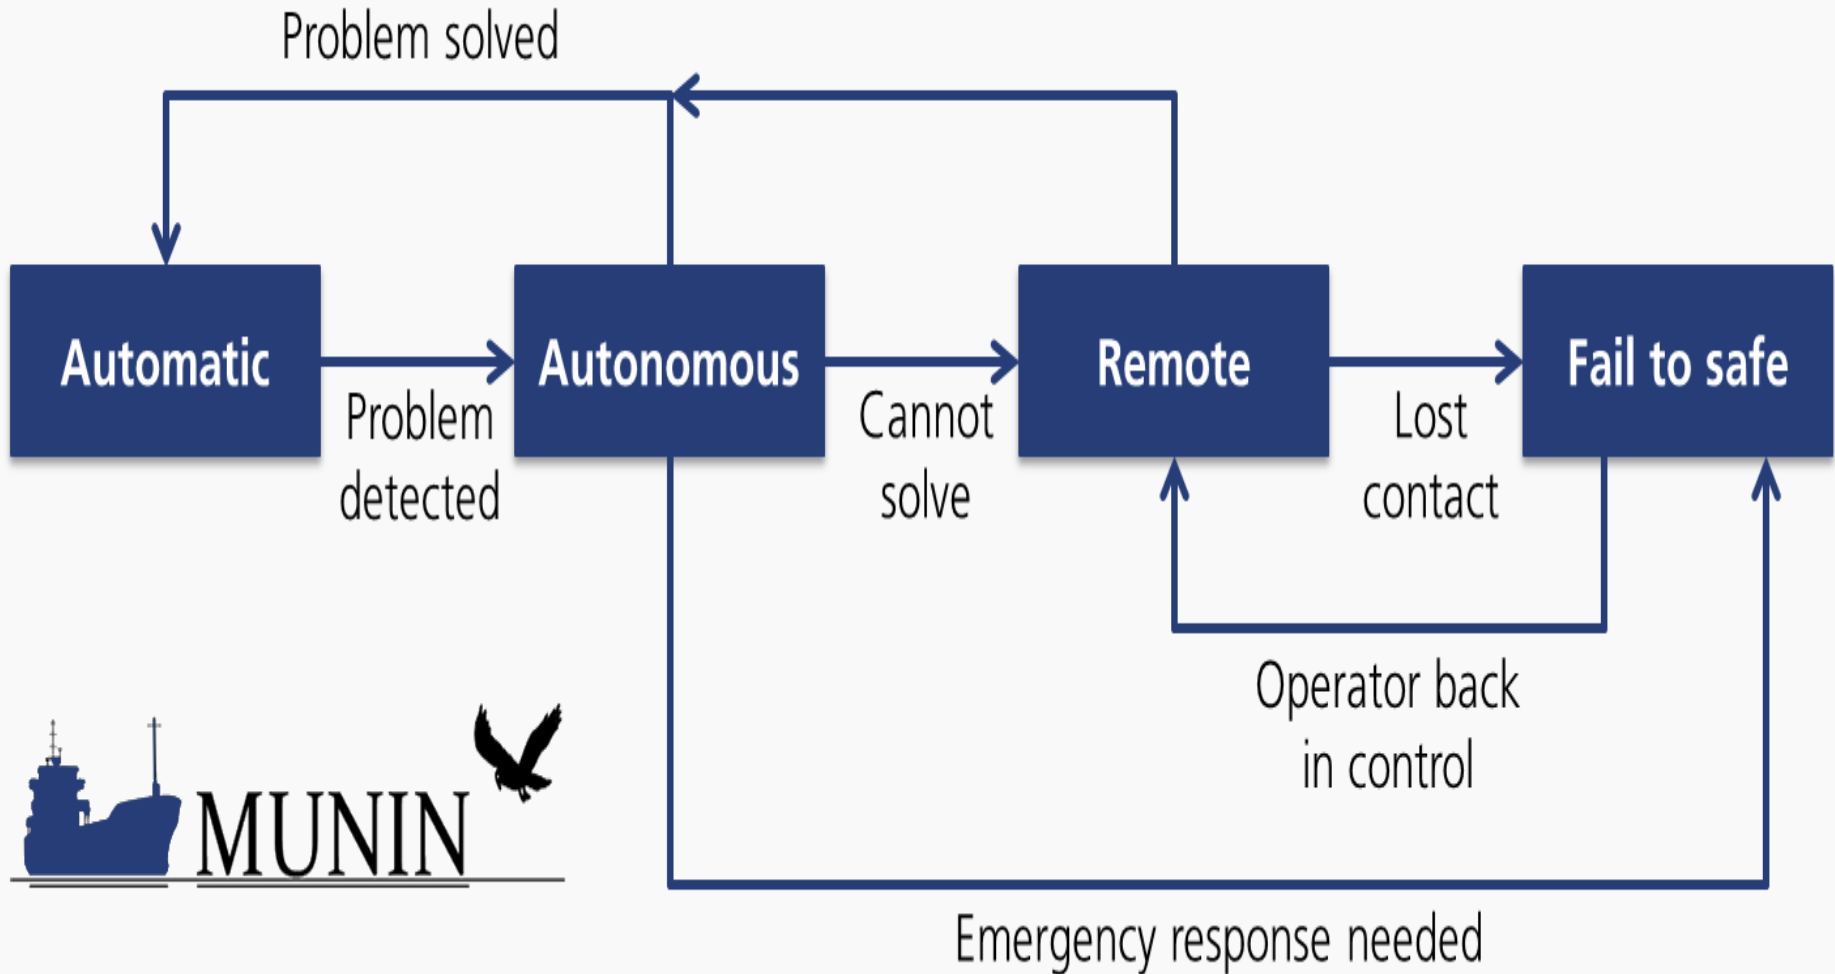 Problem solved
Automatic
Problem
detected
Autonomous
Cannot
solve
Remote
Lost
contact
Fail to safe
Operator back
in control
MUNIN
Emergency response needed